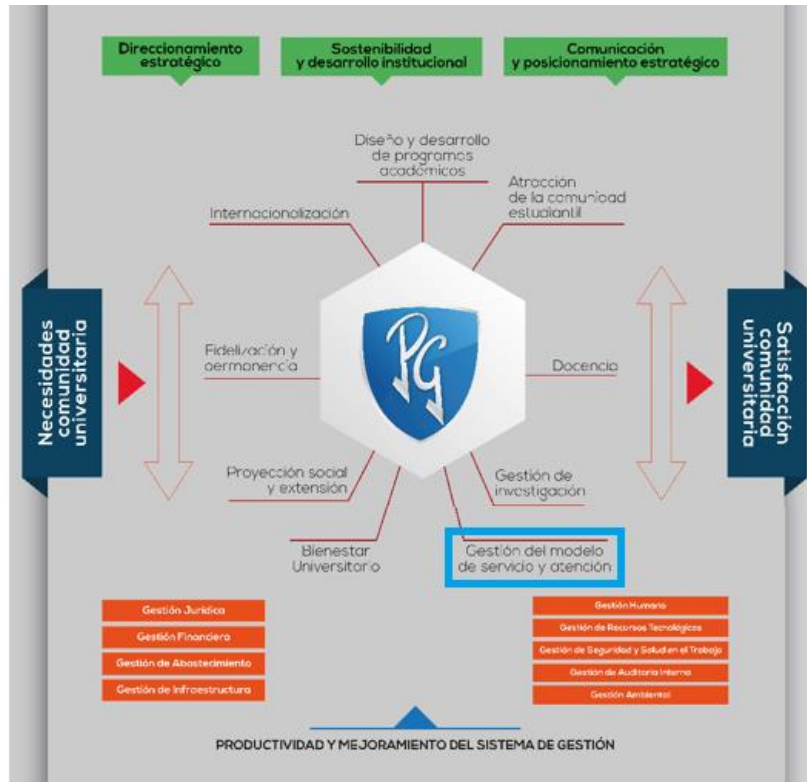 Direccionamiento
estratégico
Sostenibilidad
y desarrollo institucional
Comunicación
y posicionamiento estratégico
Diseño y desarrollo
de programas
académicos
Atracción
de la comunidad
estudiantil
Internacionalización
Necesidades
comunidad
universitaria
Fidelización y
permanencia
PG
Docencia
Satisfacción
comunidad
universitaria
Proyección social
y extensión
Gestión de
investigación
Bienestar
Universitario
Gestión del modelo
de servicio y atención
Gestión Jurídica
Gestión Financiera
Gestión de Abastecimiento
Gestión de Infraestructura
Gestión Humana
Gestión de Recursos Tecnológicos
Gestión de Seguridad y Salud en el Trabajo
Gestión de Auditoria Interna
Gestión Ambiental
PRODUCTIVIDAD Y MEJORAMIENTO DEL SISTEMA DE GESTIÓN